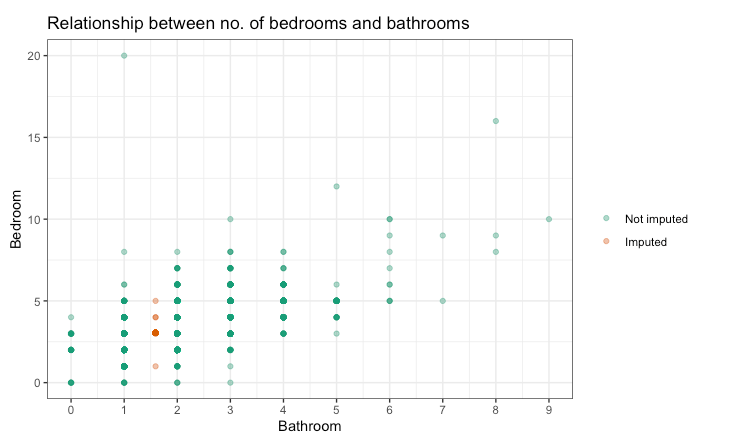 Relationship between no. of bedrooms and bathrooms
20
15
10
5
0
Bedroom
0 1 2 3 4 5 6 7 8 9
Bathroom
Not imputed
Imputed